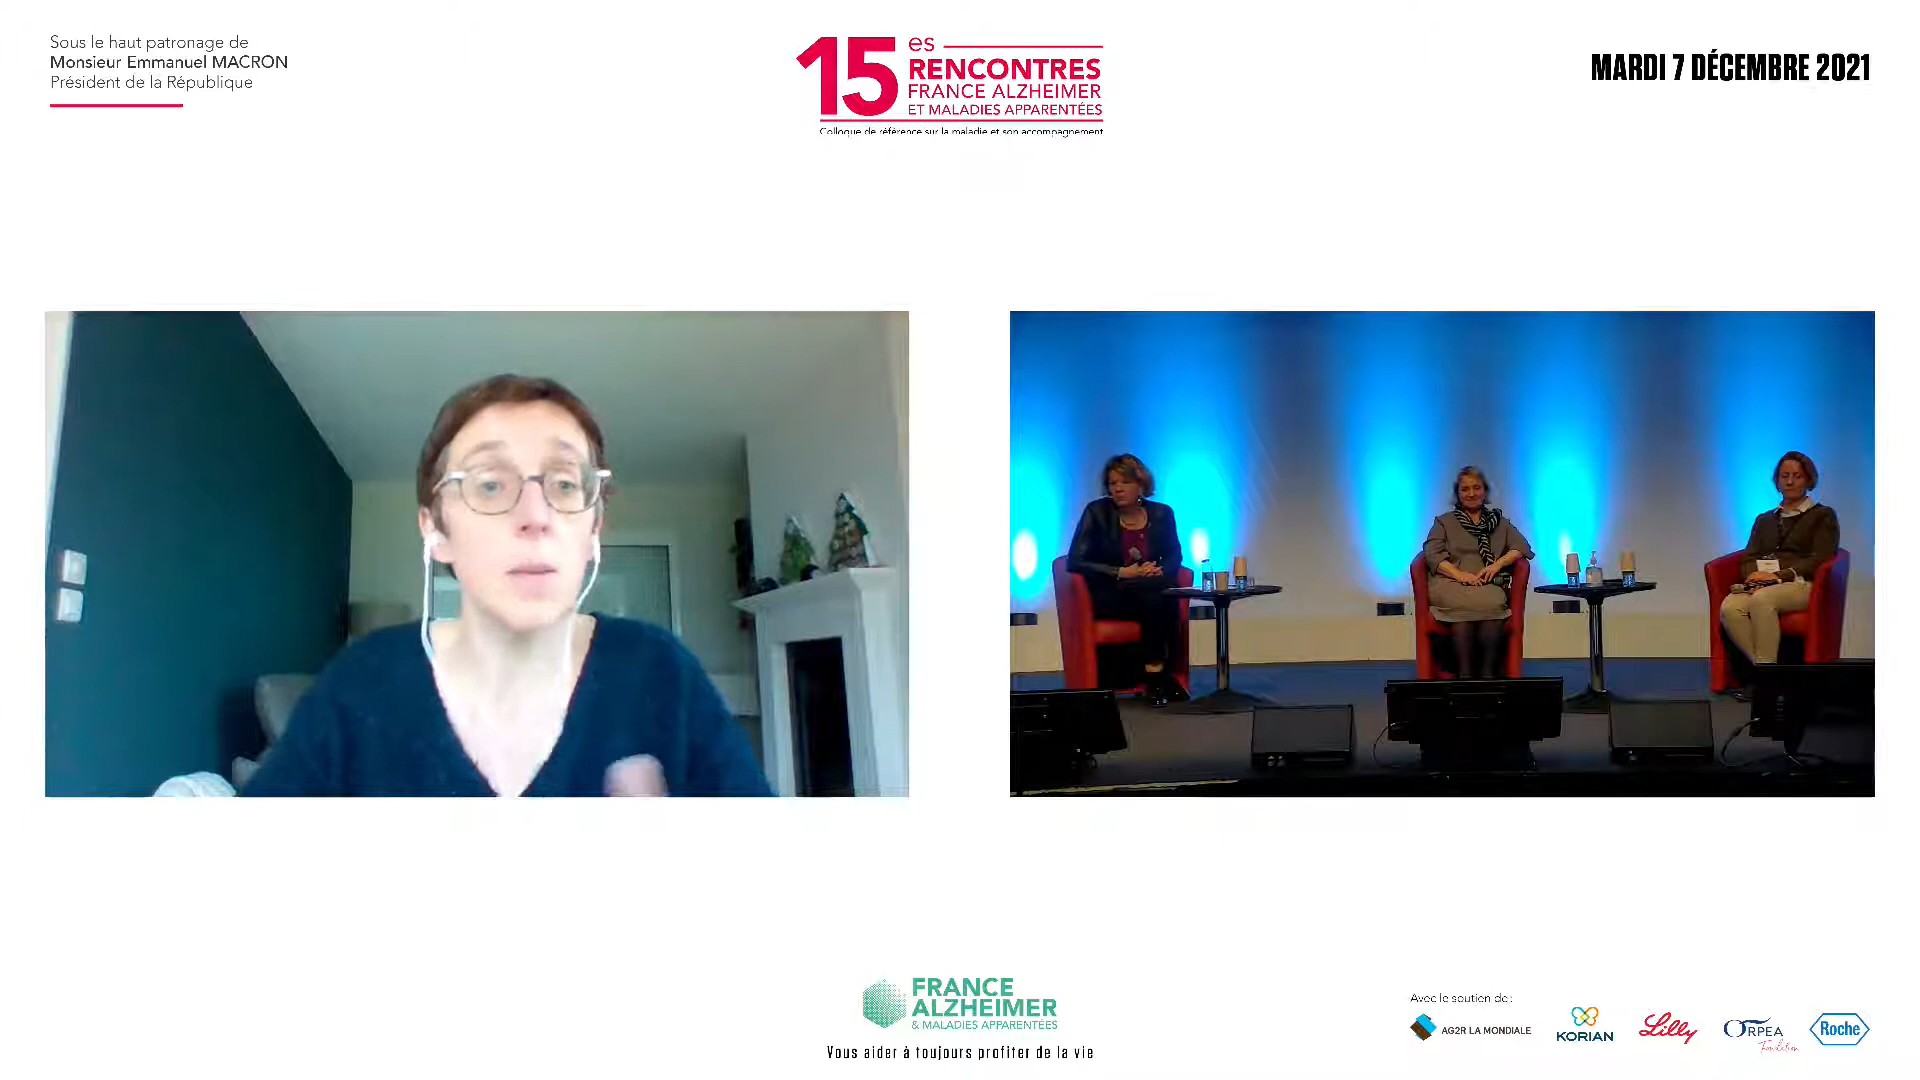 Sous le haut patronage de
Monsieur Emmanuel MACRON
Président de la République
15es
RENCONTRES
FRANCE ALZHEIMER
ET MALADIES APPARENTÉES
Colloque de référence sur la maladie et son accompagnement
MARDI 7 DÉCEMBRE 2021
FRANCE
ALZHEIMER
& MALADIES APPARENTÉES
Vous aider à toujours profiter de la vie
Avec le soutien de :
AG2R LA MONDIALE
KORIAN
Lilly
ORPEA
Fondation
Roche